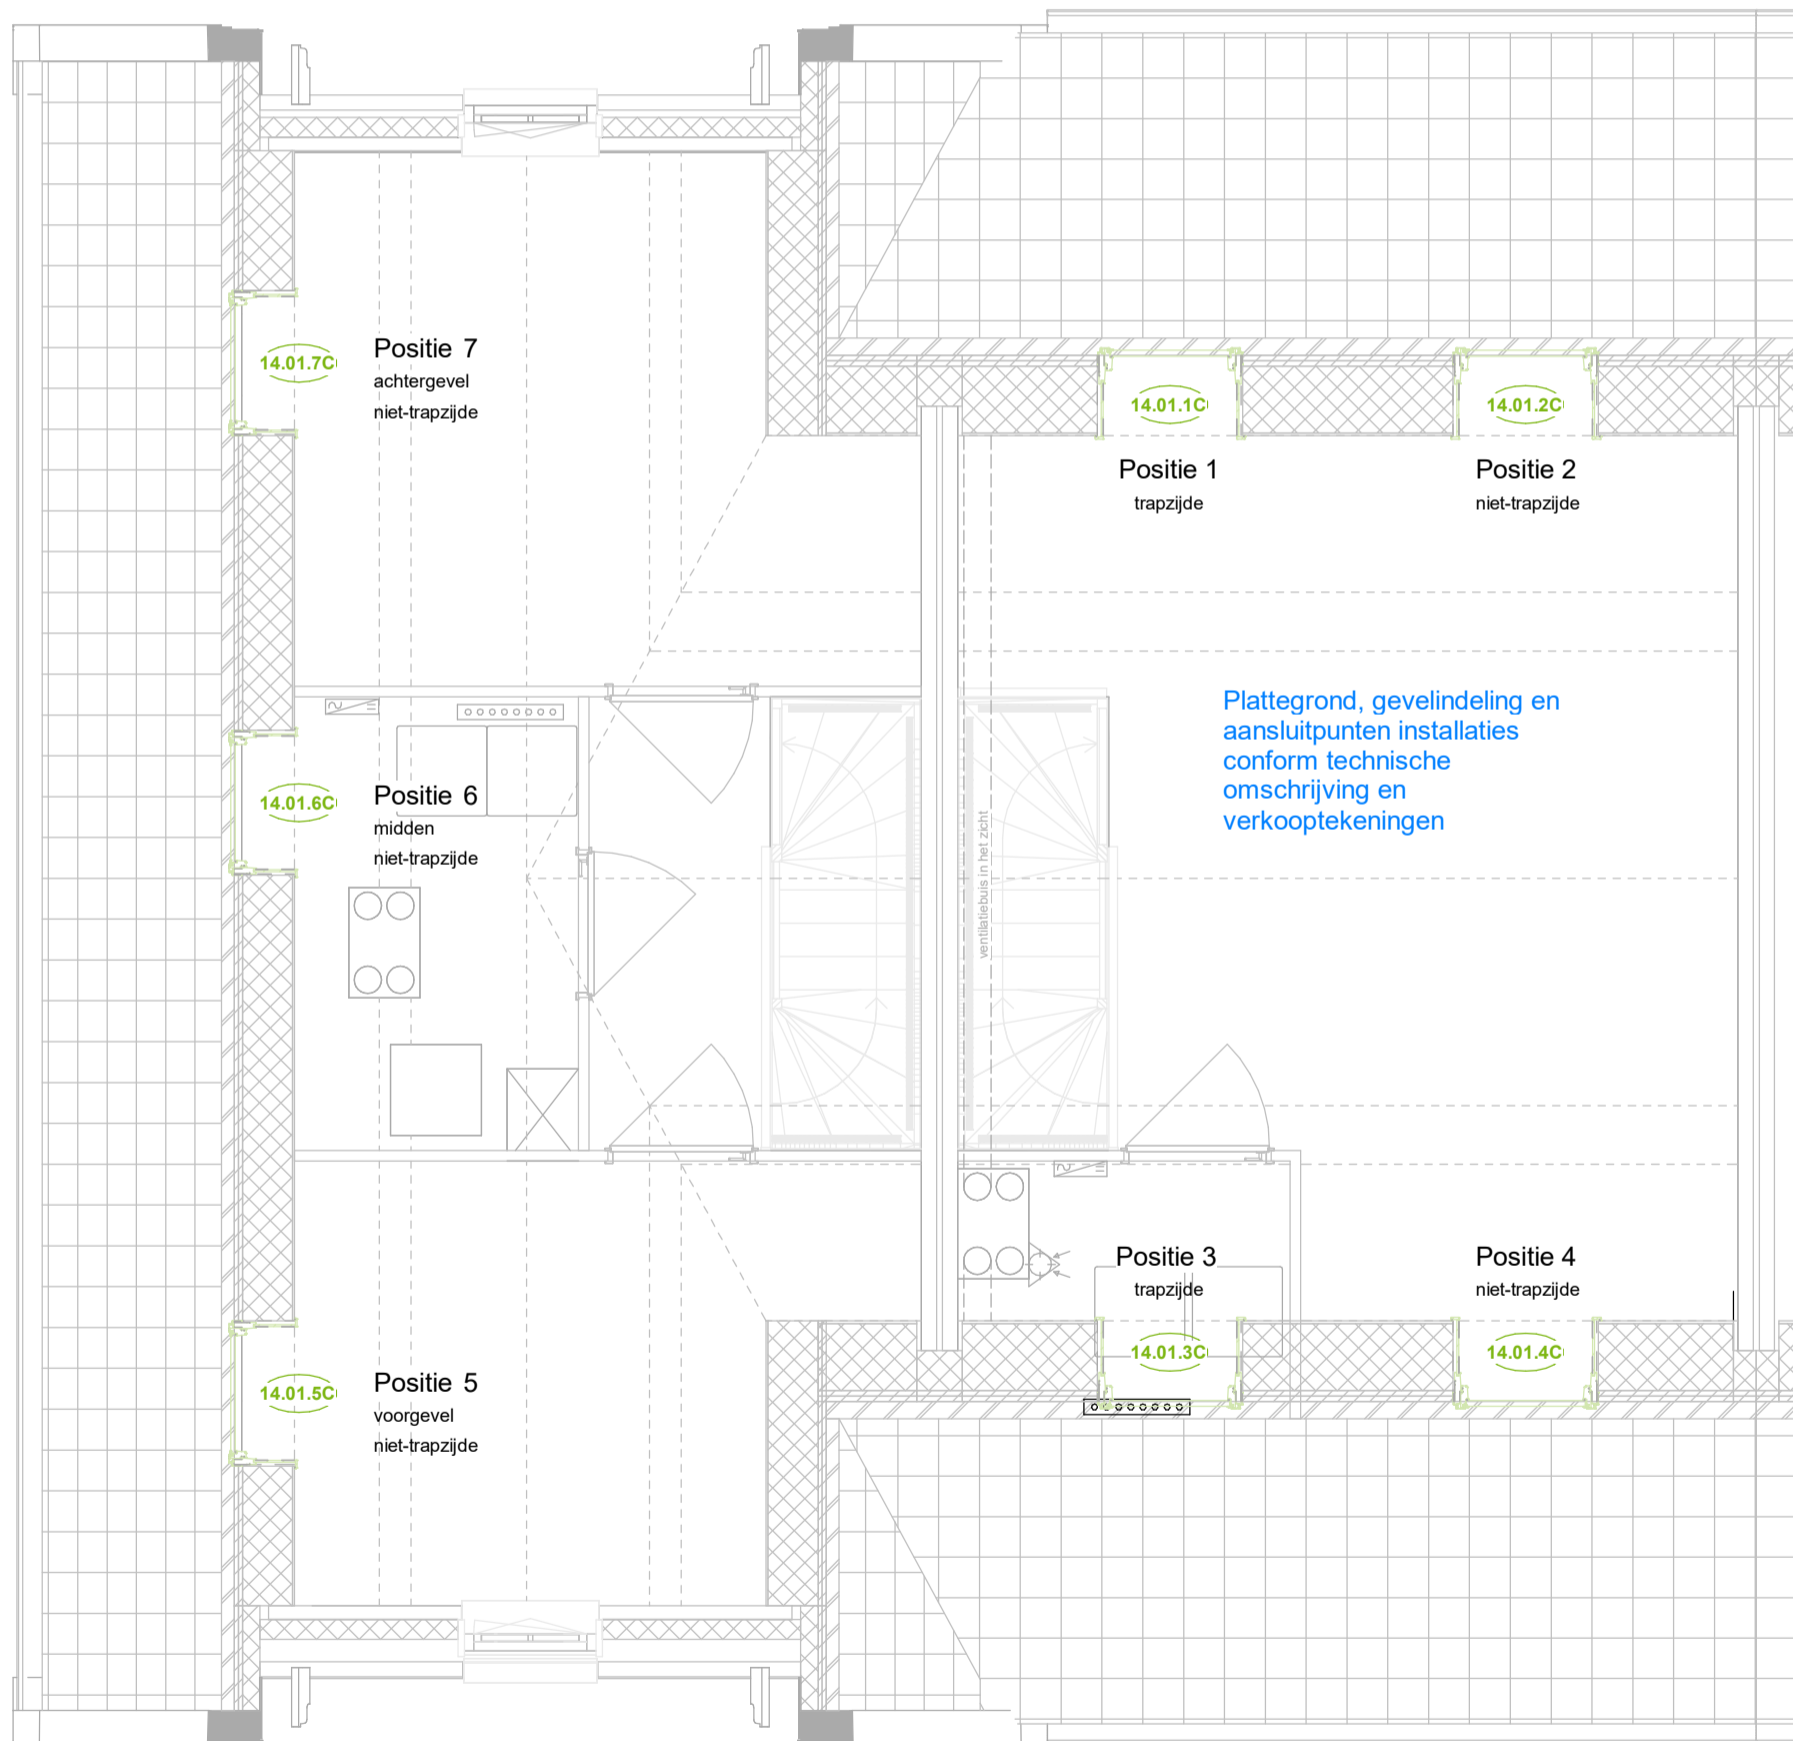 Positie 7
achtergevel
niet-trapzijde
14.01.7C
14.01.1C
14.01.2C
Positie 1
trapzijde
Positie 2
niet-trapzijde
Plattegrond, gevelindeling en
aansluitpunten installaties
conform technische
omschrijving en
verkooptekeningen
14.01.6C
Positie 6
midden
niet-trapzijde
ventilatiebuis in het zicht
Positie 3
trapzijde
14.01.3C
Positie 4
niet-trapzijde
14.01.4C
14.01.5C
Positie 5
voorgevel
niet-trapzijde